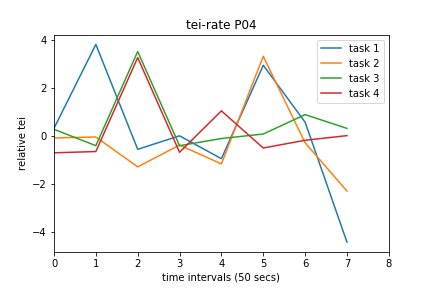 tei-rate P04
task 1
task 2
task 3
task 4
relative tei
4
2
0
−2
−4
0 1 2 3 4 5 6 7 8
time intervals (50 secs)